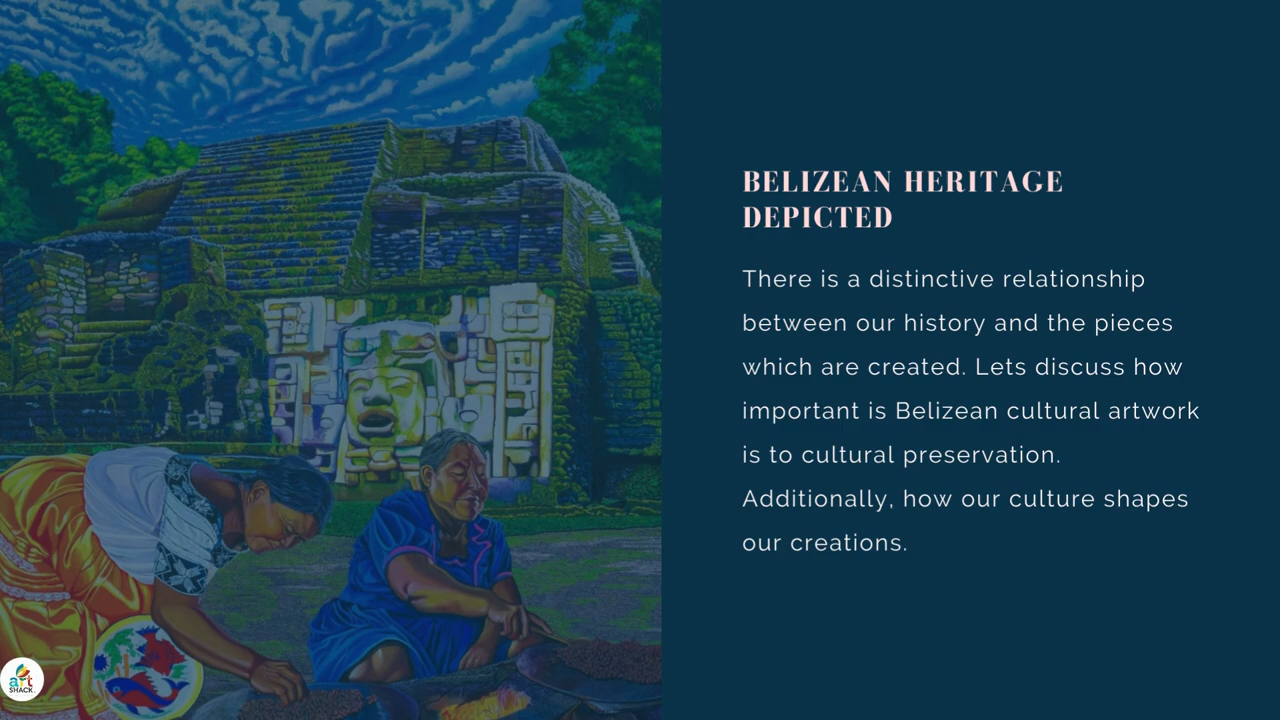 BELIZEAN HERITAGE
DEPICTED
There is a distinctive relationship
between our history and the pieces
which are created. Lets discuss how
important is Belizean cultural artwork
is to cultural preservation.
Additionally, how our culture shapes
our creations.
art
SHACK